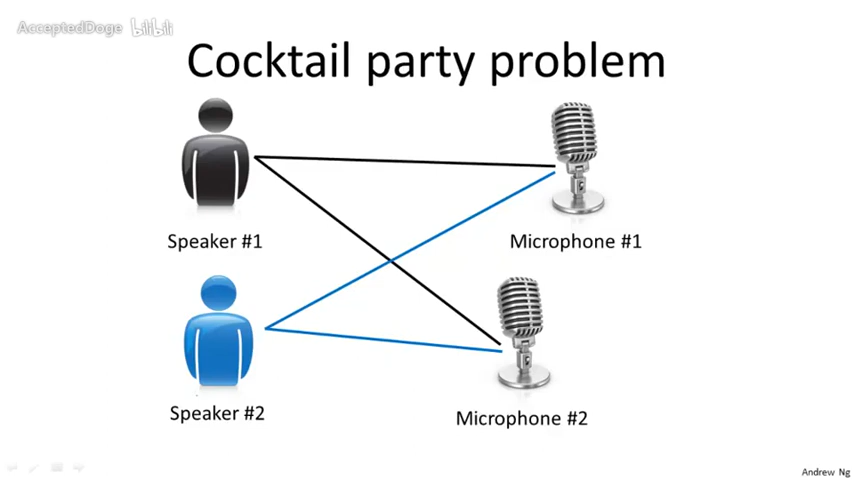 AcceptedDoge bilibili
Cocktail party problem
Speaker #1
Microphone #1
Speaker #2
Microphone #2
Andrew Ng